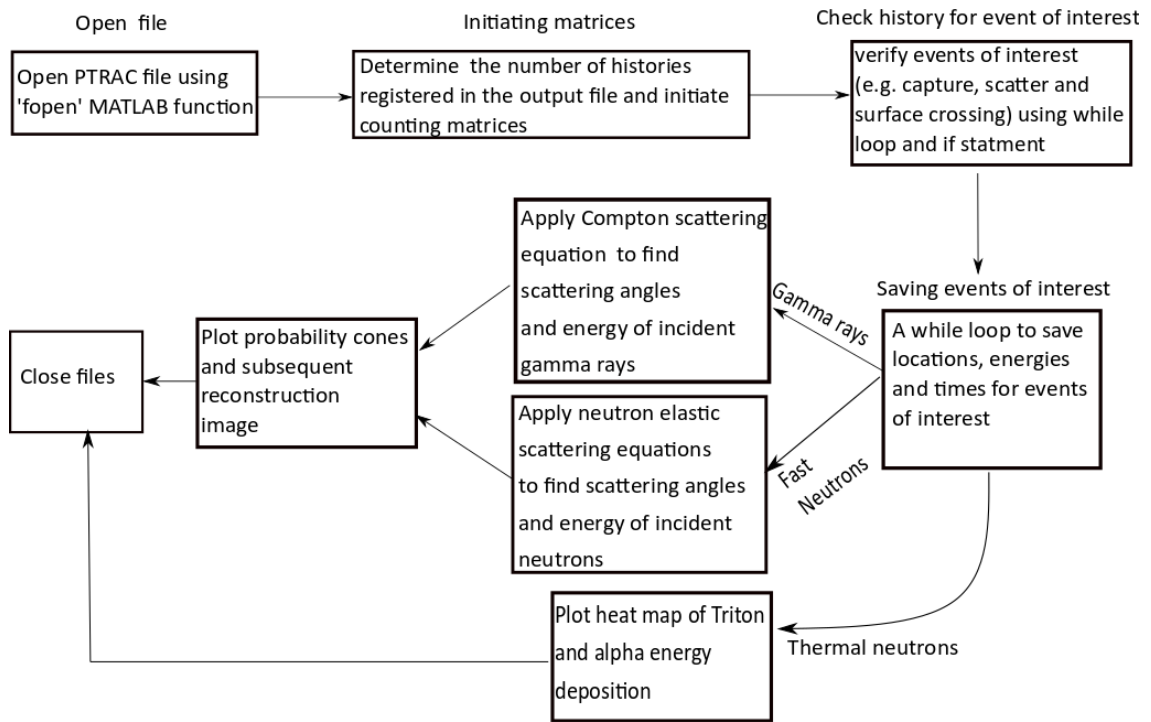 Open file
Open PTRAC file using
'fopen' MATLAB function
Initiating matrices
Determine the number of histories
registered in the output file and initiate
counting matrices
Check history for event of interest
verify events of interest
(e.g. capture, scatter and
surface crossing) using while
loop and if statment
Saving events of interest
A while loop to save
locations, energies
and times for events
of interest
Gamma rays
Apply Compton scattering
equation to find
scattering angles
and energy of incident
gamma rays
Fast
Neutrons
Apply neutron elastic
scattering equations
to find scattering angles
and energy of incident
neutrons
Plot probability cones
and subsequent
reconstruction
image
Close files
Thermal neutrons
Plot heat map of Triton
and alpha energy
deposition